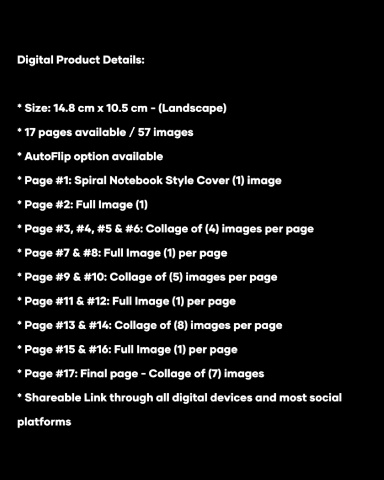 Digital Product Details:
* Size: 14.8 cm x 10.5 cm - (Landscape)
* 17 pages available / 57 images
* AutoFlip option available
* Page #1: Spiral Notebook Style Cover (1) image
* Page #2: Full Image (1)
* Page #3, #4, #5 & #6: Collage of (4) images per page
* Page #7 & #8: Full Image (1) per page
* Page #9 & #10: Collage of (5) images per page
* Page #11 & #12: Full Image (1) per page
* Page #13 & #14: Collage of (8) images per page
* Page #15 & #16: Full Image (1) per page
* Page #17: Final page - Collage of (7) images
* Shareable Link through all digital devices and most social
platforms